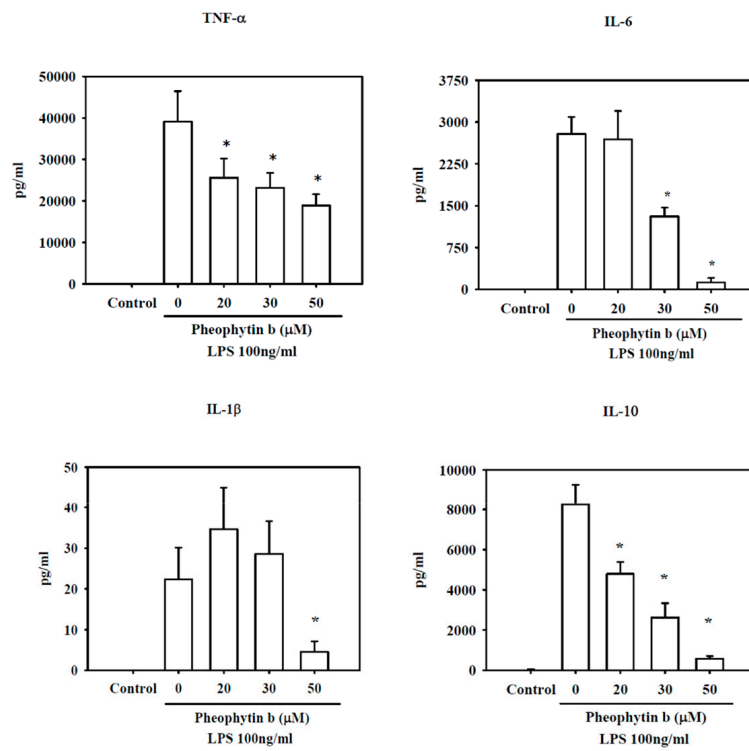 TNF-α
50000
40000
30000
20000
10000
0
pg/ml
* * *
Control 0 20 30 50
Pheophytin b (μM)
LPS 100ng/ml
IL-6
3750
3000
2250
1500
750
0
pg/ml
* *
Control 0 20 30 50
Pheophytin b (μM)
LPS 100ng/ml
IL-1β
50
40
30
20
10
0
pg/ml
*
Control 0 20 30 50
Pheophytin b (μM)
LPS 100ng/ml
IL-10
10000
8000
6000
4000
2000
0
pg/ml
* * *
Control 0 20 30 50
Pheophytin b (μM)
LPS 100ng/ml